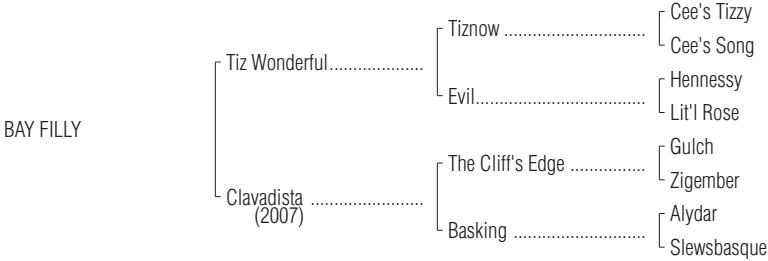 Cee's Tizzy
Tiznow ..............................
Cee's Song
Tiz Wonderful....................
Hennessy
Evil....................................
Lit'l Rose
BAY FILLY
Gulch
The Cliff's Edge ................
Zigember
Clavadista ........................
(2007)
Alydar
Basking ............................
Slewsbasque